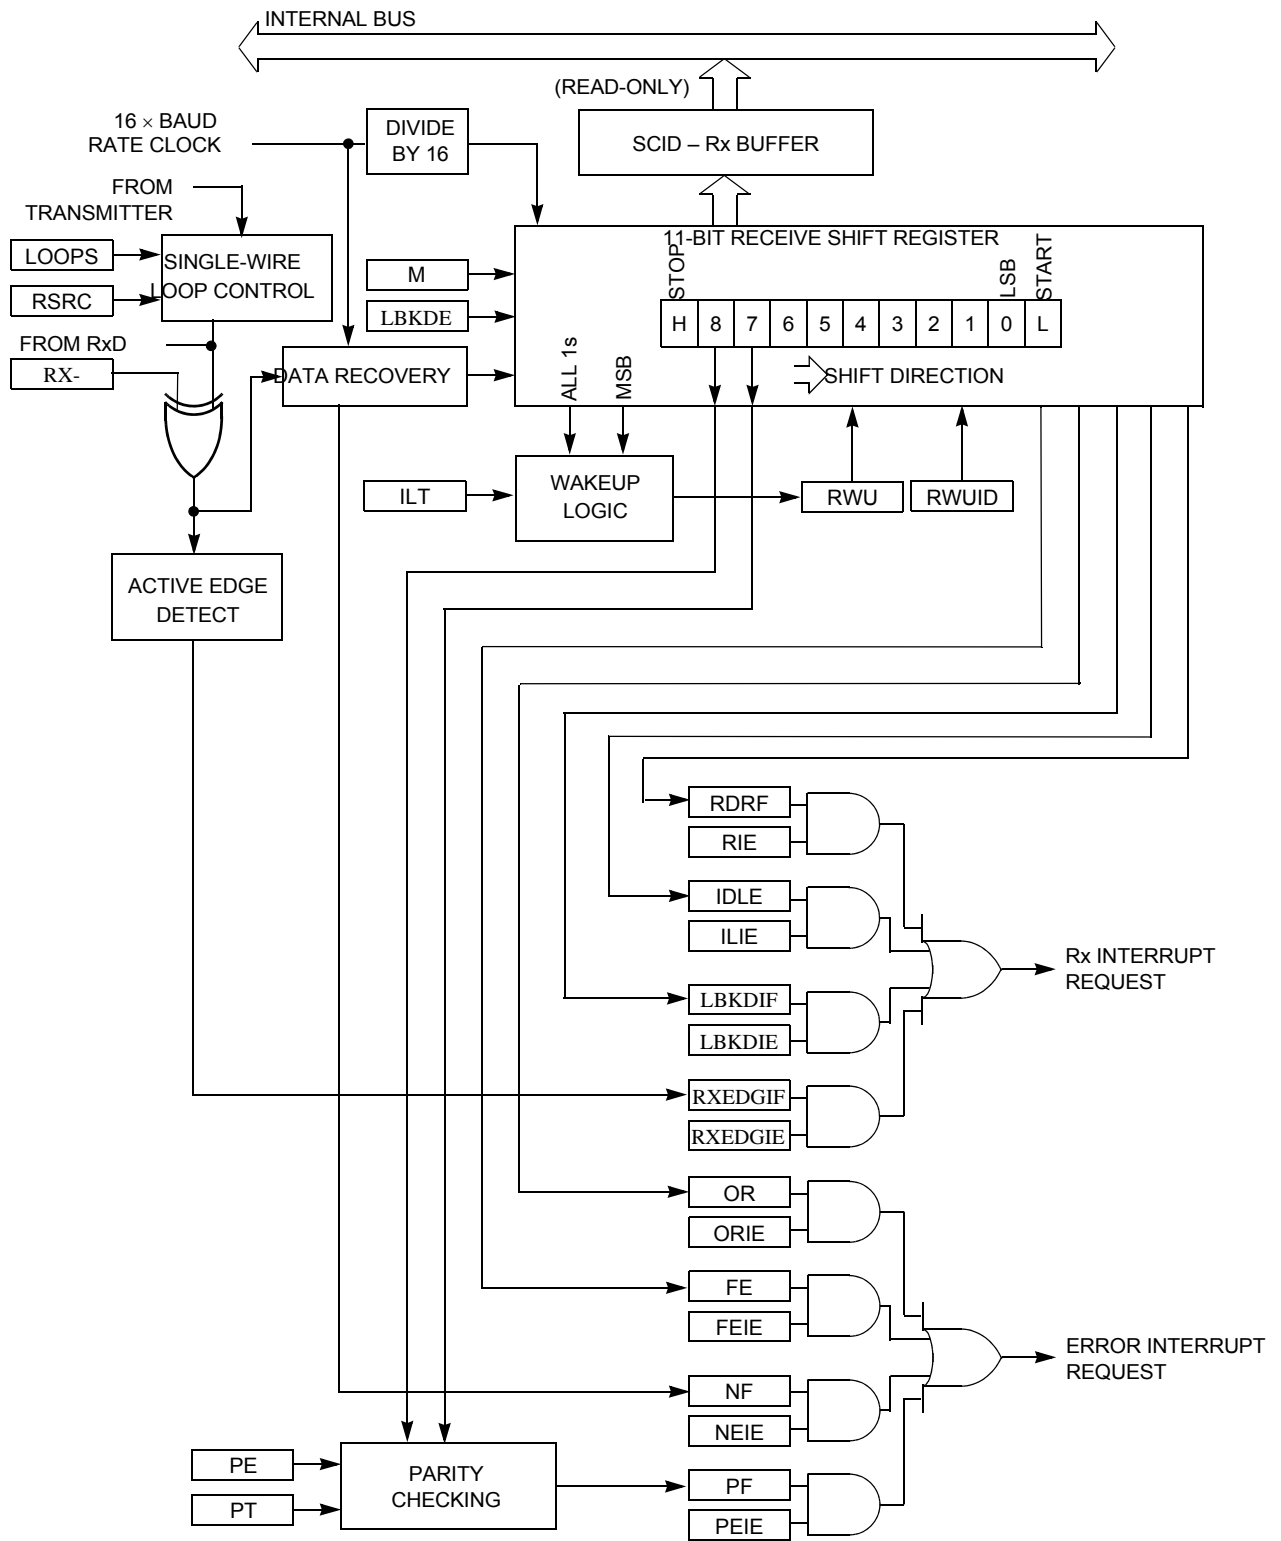 INTERNAL BUS
(READ-ONLY)
16 × BAUD
RATE CLOCK
DIVIDE
BY 16
SCID – Rx BUFFER
FROM
TRANSMITTER
LOOPS
RSRC
SINGLE-WIRE
LOOP CONTROL
M
LBKDE
11-BIT RECEIVE SHIFT REGISTER
STOP
LSB
START
H 8 7 6 5 4 3 2 1 0 L
ALL 1s
MSB
SHIFT DIRECTION
FROM RxD
RX-
DATA RECOVERY
ILT
WAKEUP
LOGIC
RWU
RWUID
ACTIVE EDGE
DETECT
RDRF
RIE
IDLE
ILIE
LBKDIF
LBKDIE
RXEDGIF
RXEDGIE
Rx INTERRUPT
REQUEST
OR
ORIE
FE
FEIE
NF
NEIE
PF
PEIE
ERROR INTERRUPT
REQUEST
PE
PT
PARITY
CHECKING